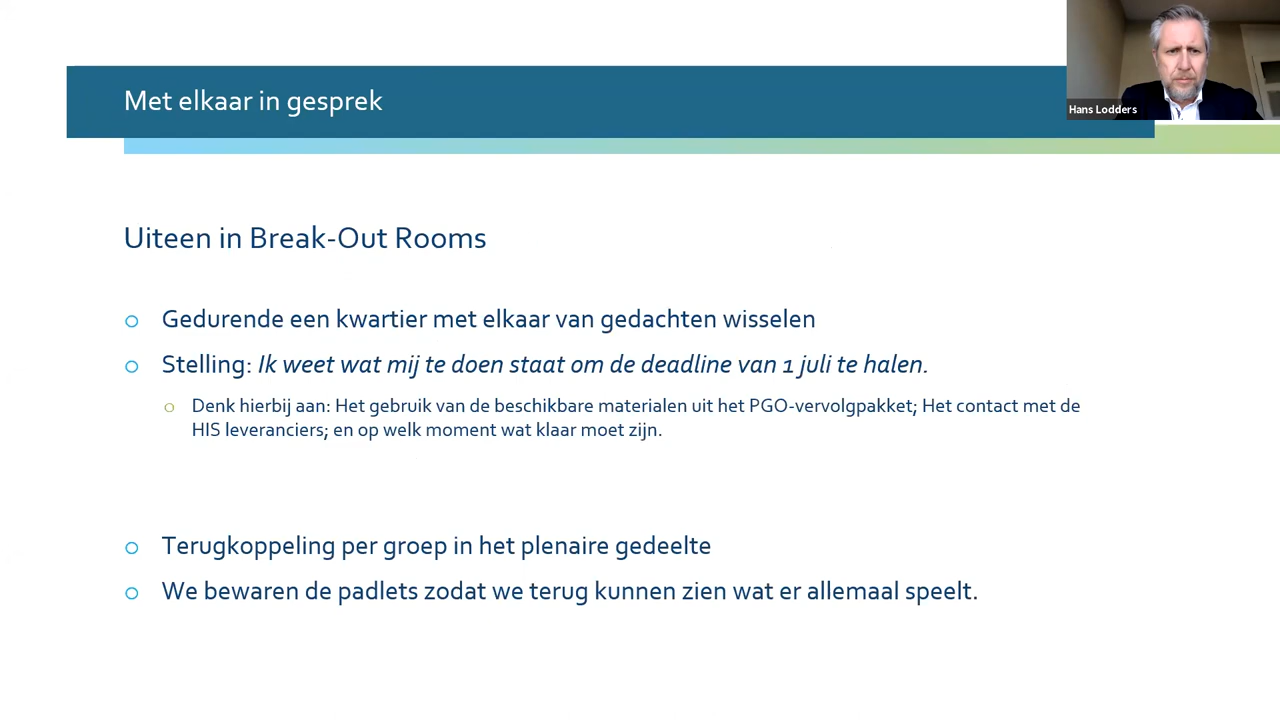 Met elkaar in gesprek
Hans Lodders
Uiteen in Break-Out Rooms
o Gedurende een kwartier met elkaar van gedachten wisselen
o Stelling: Ik weet wat mij te doen staat om de deadline van 1 juli te halen.
o Denk hierbij aan: Het gebruik van de beschikbare materialen uit het PGO-vervolgpakket; Het contact met de
HIS leveranciers; en op welk moment wat klaar moet zijn.
o Terugkoppeling per groep in het plenaire gedeelte
o We bewaren de padlets zodat we terug kunnen zien wat er allemaal speelt.